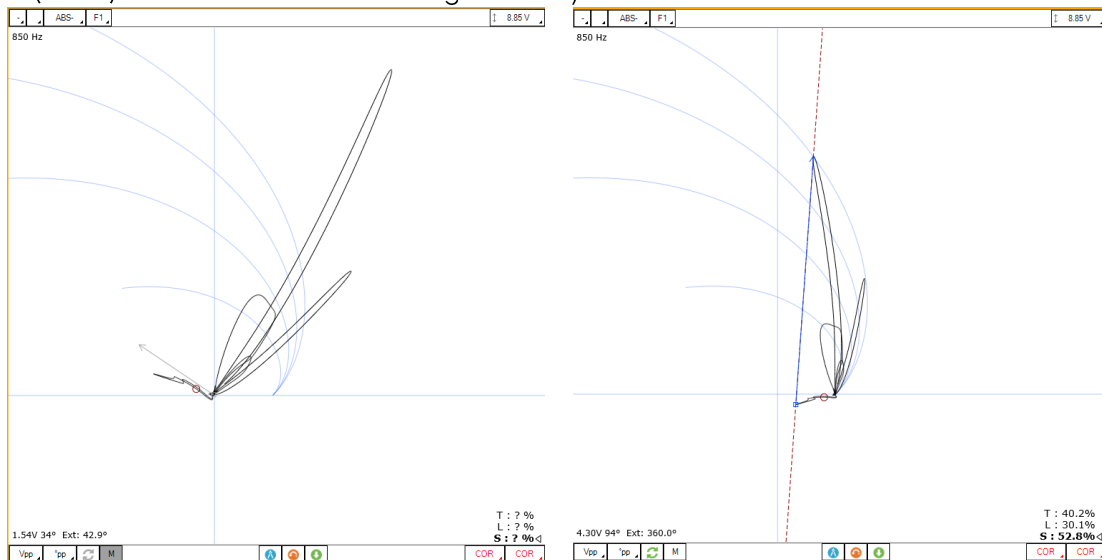 - ABS- F1 8.85 V
850 Hz
T : ? %
L : ? %
S : ? %
1.54V 34° Ext: 42.9°
Vpp °pp M COR COR
- ABS- F1 8.85 V
850 Hz
T : 40.2%
L : 30.1%
S : 52.8%
4.30V 94° Ext: 360.0°
Vpp °pp M COR COR